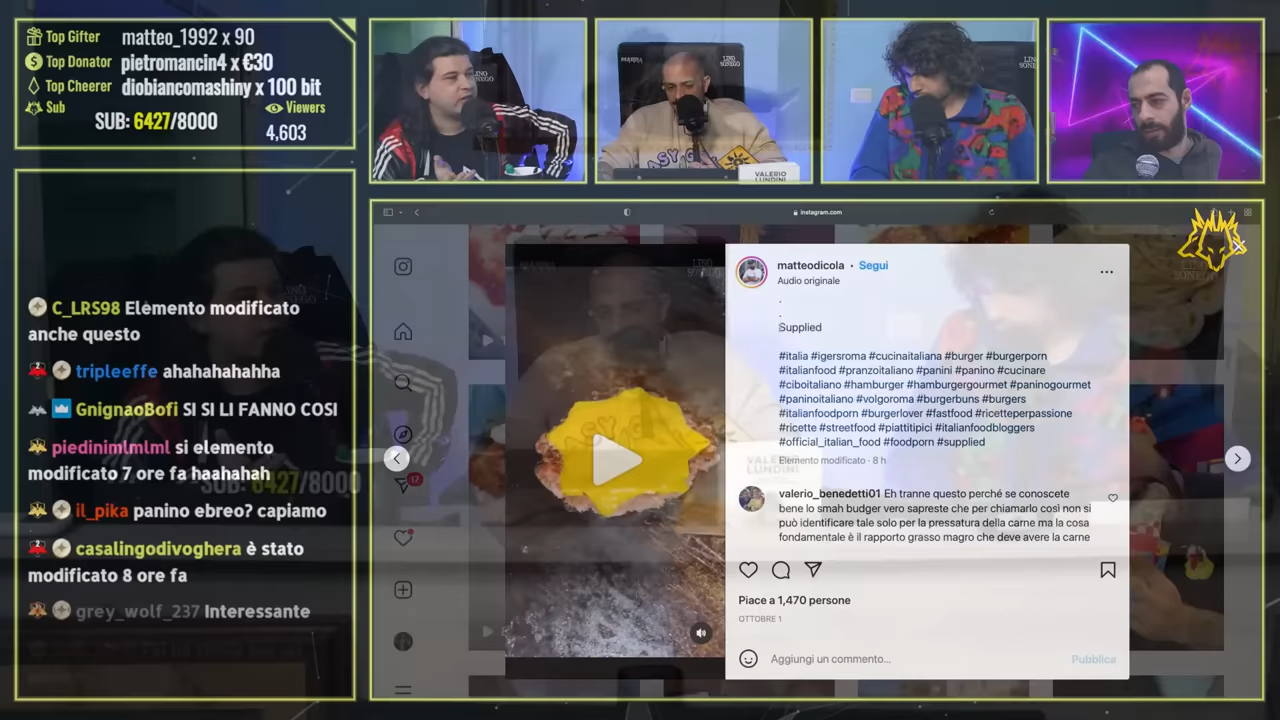 Top Gifter matteo_1992 x 90
Top Donator pietromancin4 x €30
Top Cheerer diobiancomashiny x 100 bit
Sub
Viewers
SUB: 6427/8000
4,603
VALERIO
LUNDINI
C_LRS98 Elemento modificato
anche questo
tripleeffe ahahahahahha
GnignaoBofi SI SI LI FANNO COSI
piedinimlmlml si elemento
modificato 7 ore fa haahahah
il_pika panino ebreo? capiamo
casalingodivoghera è stato
modificato 8 ore fa
grey_wolf_237 Interessante
SUB: 6427/8000
instagram.com
17
matteodicola • Segui
Audio originale
.
.
Supplied
#italia #igersroma #cucinaitaliana #burger #burgerporn
#italianfood #pranzoitaliano #panini #panino #cucinare
#ciboitaliano #hamburger #hamburgergourmet #paninogourmet
#paninoitaliano #volgoroma #burgerbuns #burgers
#italianfoodporn #burgerlover #fastfood #ricetteperpassione
#ricette #streetfood #piattitipici #italianfoodbloggers
#official_italian_food #foodporn #supplied
Elemento modificato · 8 h
valerio_benedetti01 Eh tranne questo perché se conoscete
bene lo smah budger vero sapreste che per chiamarlo così non si
può identificare tale solo per la pressatura della carne ma la cosa
fondamentale è il rapporto grasso magro che deve avere la carne
Piace a 1,470 persone
OTTOBRE 1
Aggiungi un commento...
Pubblica